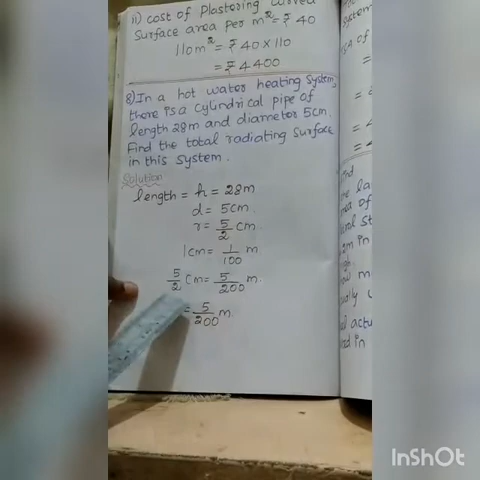 11) Cost of Plastering curved
Surface area per m² = ₹ 40
110m² = ₹ 40 × 110
= ₹ 4400
8) In a hot water heating system,
there is a cylindrical pipe of
length 28m and diameter 5cm.
Find the total radiating surface
in this system.
Solution
length = h = 28m
d = 5cm.
r = 5/2 cm
1cm = 1/100 m
5/2 cm = 5/200 m.
= 5/200 m
InShOt